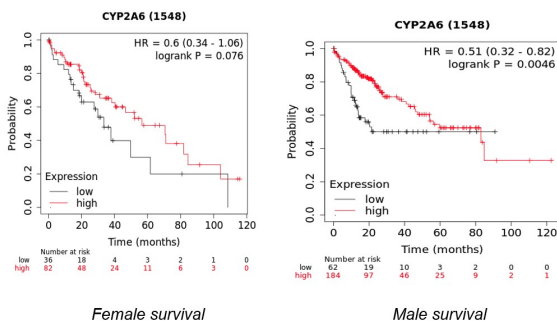 CYP2A6 (1548)
HR = 0.6 (0.34 - 1.06)
logrank P = 0.076
Probability
1.0
0.8
0.6
0.4
0.2
0.0
Expression
low
high
0 20 40 60 80 100 120
Time (months)
Number at risk
low 36 18 4 3 2 1 0
high 82 48 24 11 6 3 0
Female survival
CYP2A6 (1548)
HR = 0.51 (0.32 - 0.82)
logrank P = 0.0046
Probability
1.0
0.8
0.6
0.4
0.2
0.0
Expression
low
high
0 20 40 60 80 100 120
Time (months)
Number at risk
low 62 19 10 3 2 0 0
high 184 97 46 25 9 2 1
Male survival